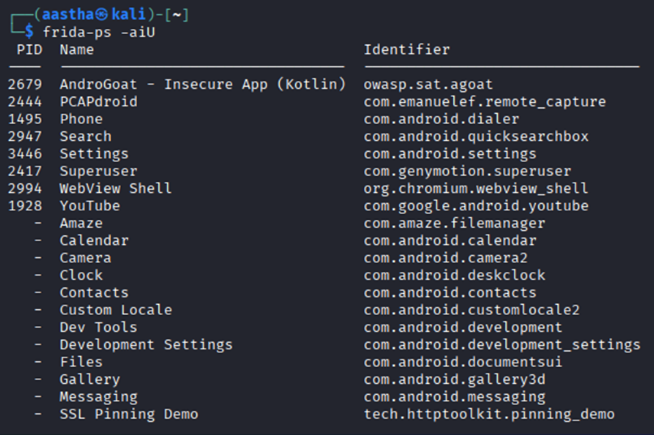 ┌──(aastha㉿kali)-[~]
└─$ frida-ps -aiU
PID Name Identifier
2679 AndroGoat - Insecure App (Kotlin) owasp.sat.agoat
2444 PCAPdroid com.emanuelef.remote_capture
1495 Phone com.android.dialer
2947 Search com.android.quicksearchbox
3446 Settings com.android.settings
2417 Superuser com.genymotion.superuser
2994 WebView Shell org.chromium.webview_shell
1928 YouTube com.google.android.youtube
- Amaze com.amaze.filemanager
- Calendar com.android.calendar
- Camera com.android.camera2
- Clock com.android.deskclock
- Contacts com.android.contacts
- Custom Locale com.android.customlocale2
- Dev Tools com.android.development
- Development Settings com.android.development_settings
- Files com.android.documentsui
- Gallery com.android.gallery3d
- Messaging com.android.messaging
- SSL Pinning Demo tech.httptoolkit.pinning_demo